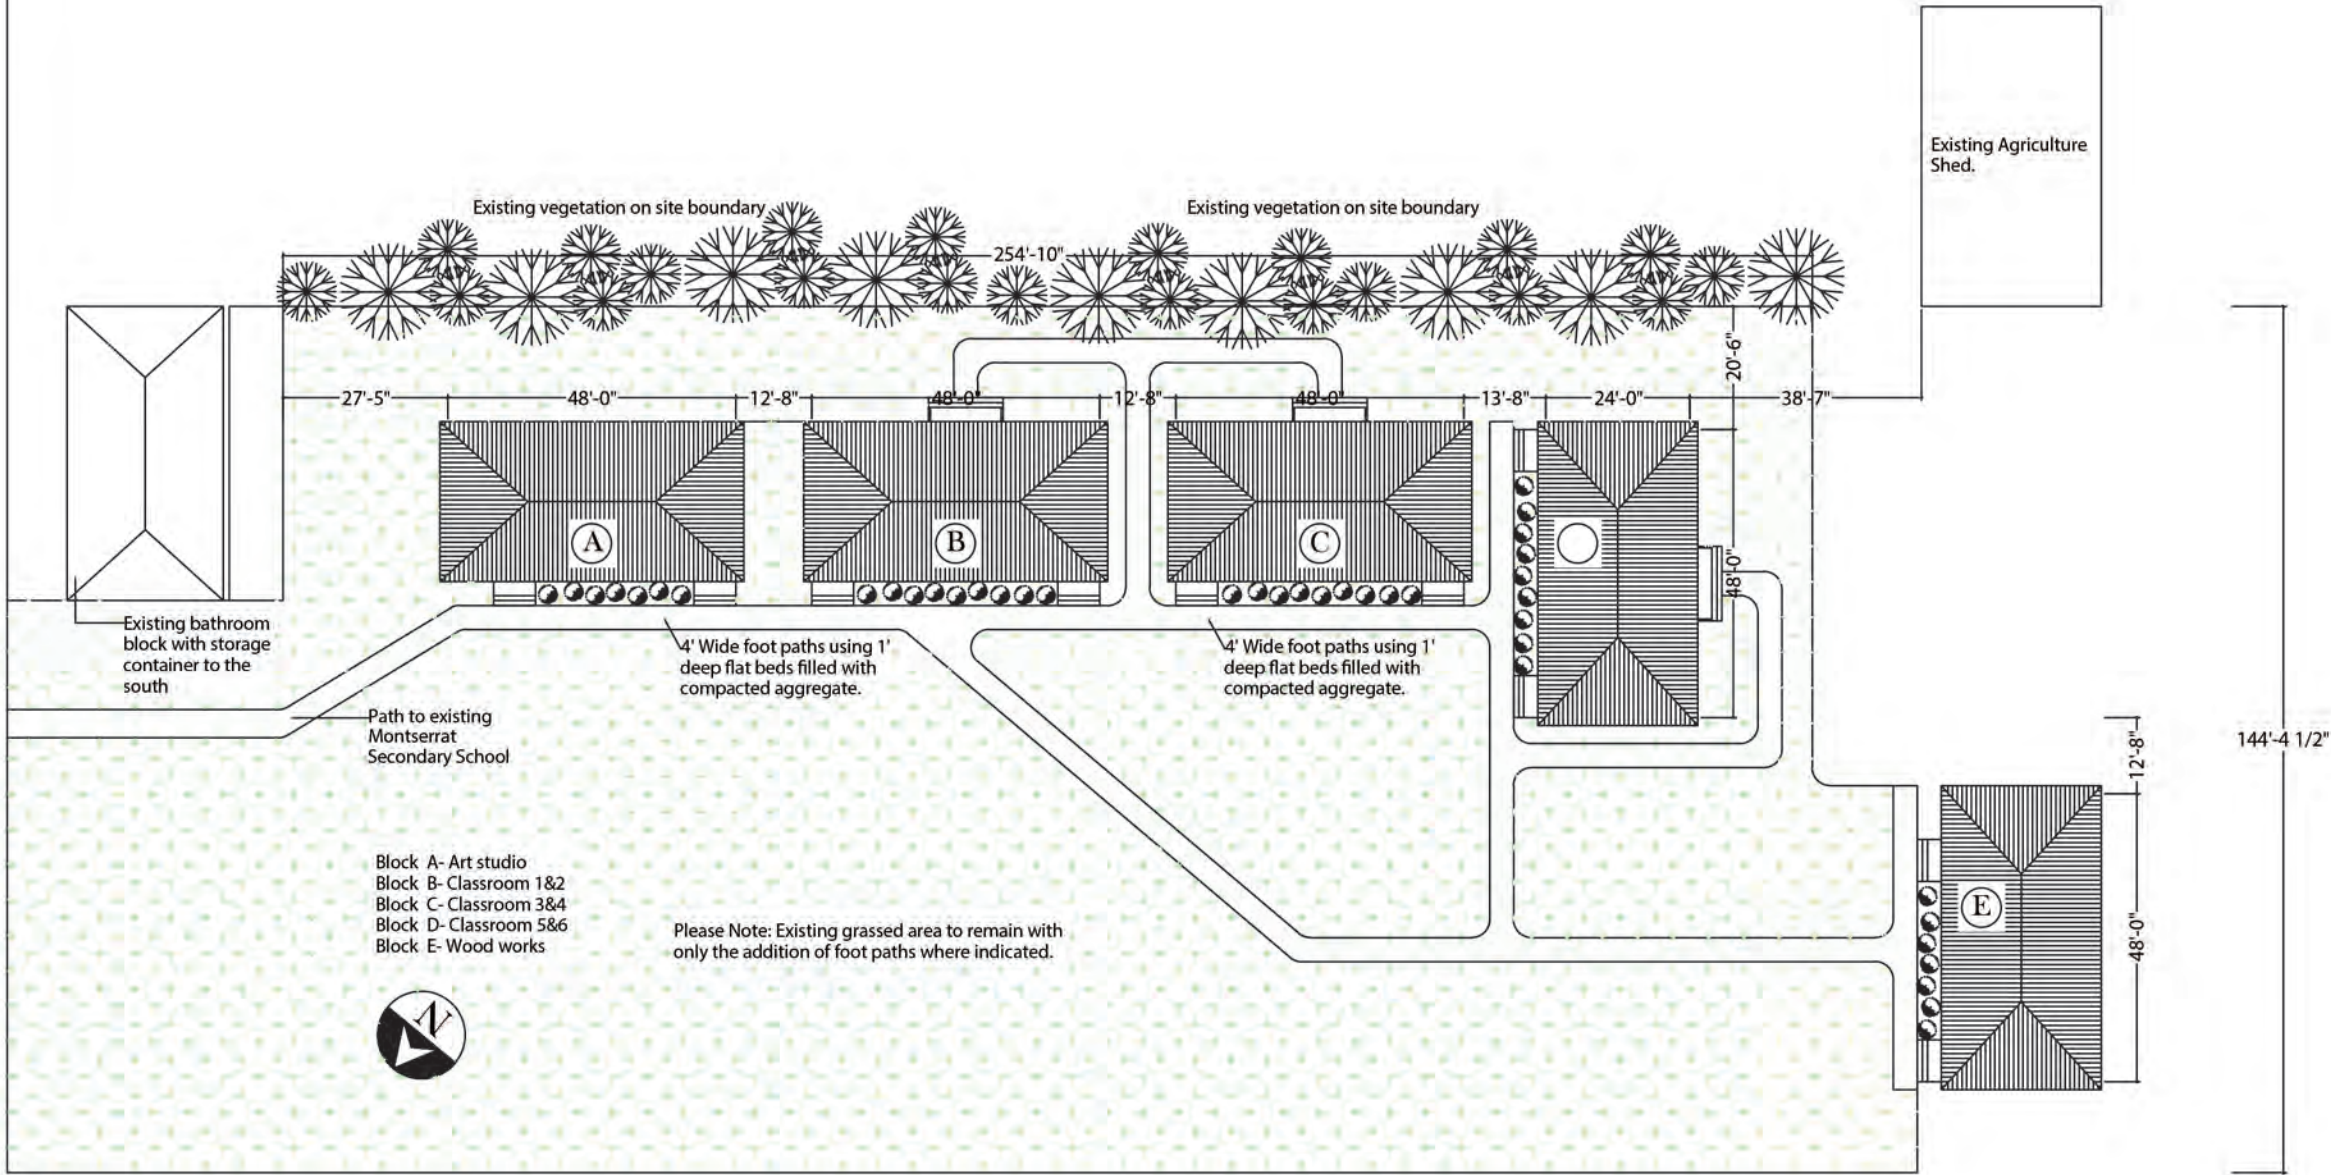 Existing Agriculture
Shed.
Existing vegetation on site boundary
Existing vegetation on site boundary
254'-10"
20'-6"
27'-5"
48'-0"
12'-8"
48'-0"
12'-8"
48'-0"
13'-8"
24'-0"
38'-7"
A
B
C
48'-0"
Existing bathroom
block with storage
container to the
south
4' Wide foot paths using 1'
deep flat beds filled with
compacted aggregate.
4' Wide foot paths using 1'
deep flat beds filled with
compacted aggregate.
Path to existing
Montserrat
Secondary School
12'-8"
144'-4 1/2"
Block A- Art studio
Block B- Classroom 1&2
Block C- Classroom 3&4
Block D- Classroom 5&6
Block E- Wood works
Please Note: Existing grassed area to remain with
only the addition of foot paths where indicated.
E
48'-0"
N